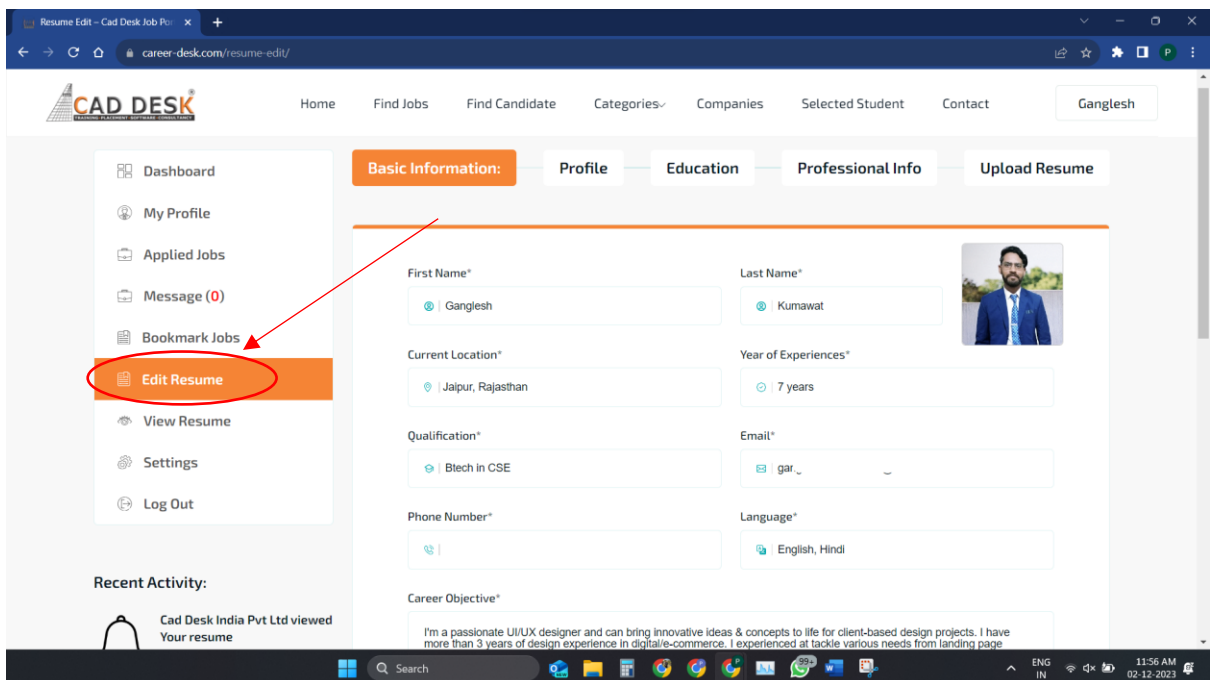 Resume Edit – Cad Desk Job Por
career-desk.com/resume-edit/
P
CAD DESK
TRAINING PLACEMENT SOFTWARE CONSULTANCY
Home Find Jobs Find Candidate Categories Companies Selected Student Contact Ganglesh
Dashboard
My Profile
Applied Jobs
Message (0)
Bookmark Jobs
Edit Resume
View Resume
Settings
Log Out
Recent Activity:
Cad Desk India Pvt Ltd viewed
Your resume
Basic Information: Profile Education Professional Info Upload Resume
First Name* Last Name*
Ganglesh Kumawat
Current Location* Year of Experiences*
Jaipur, Rajasthan 7 years
Qualification* Email*
Btech in CSE
Phone Number* Language*
English, Hindi
Career Objective*
I'm a passionate UI/UX designer and can bring innovative ideas & concepts to life for client-based design projects. I have
more than 3 years of design experience in digital/e-commerce. I experienced at tackle various needs from landing page
Search
99+
ENG
IN
11:56 AM
02-12-2023